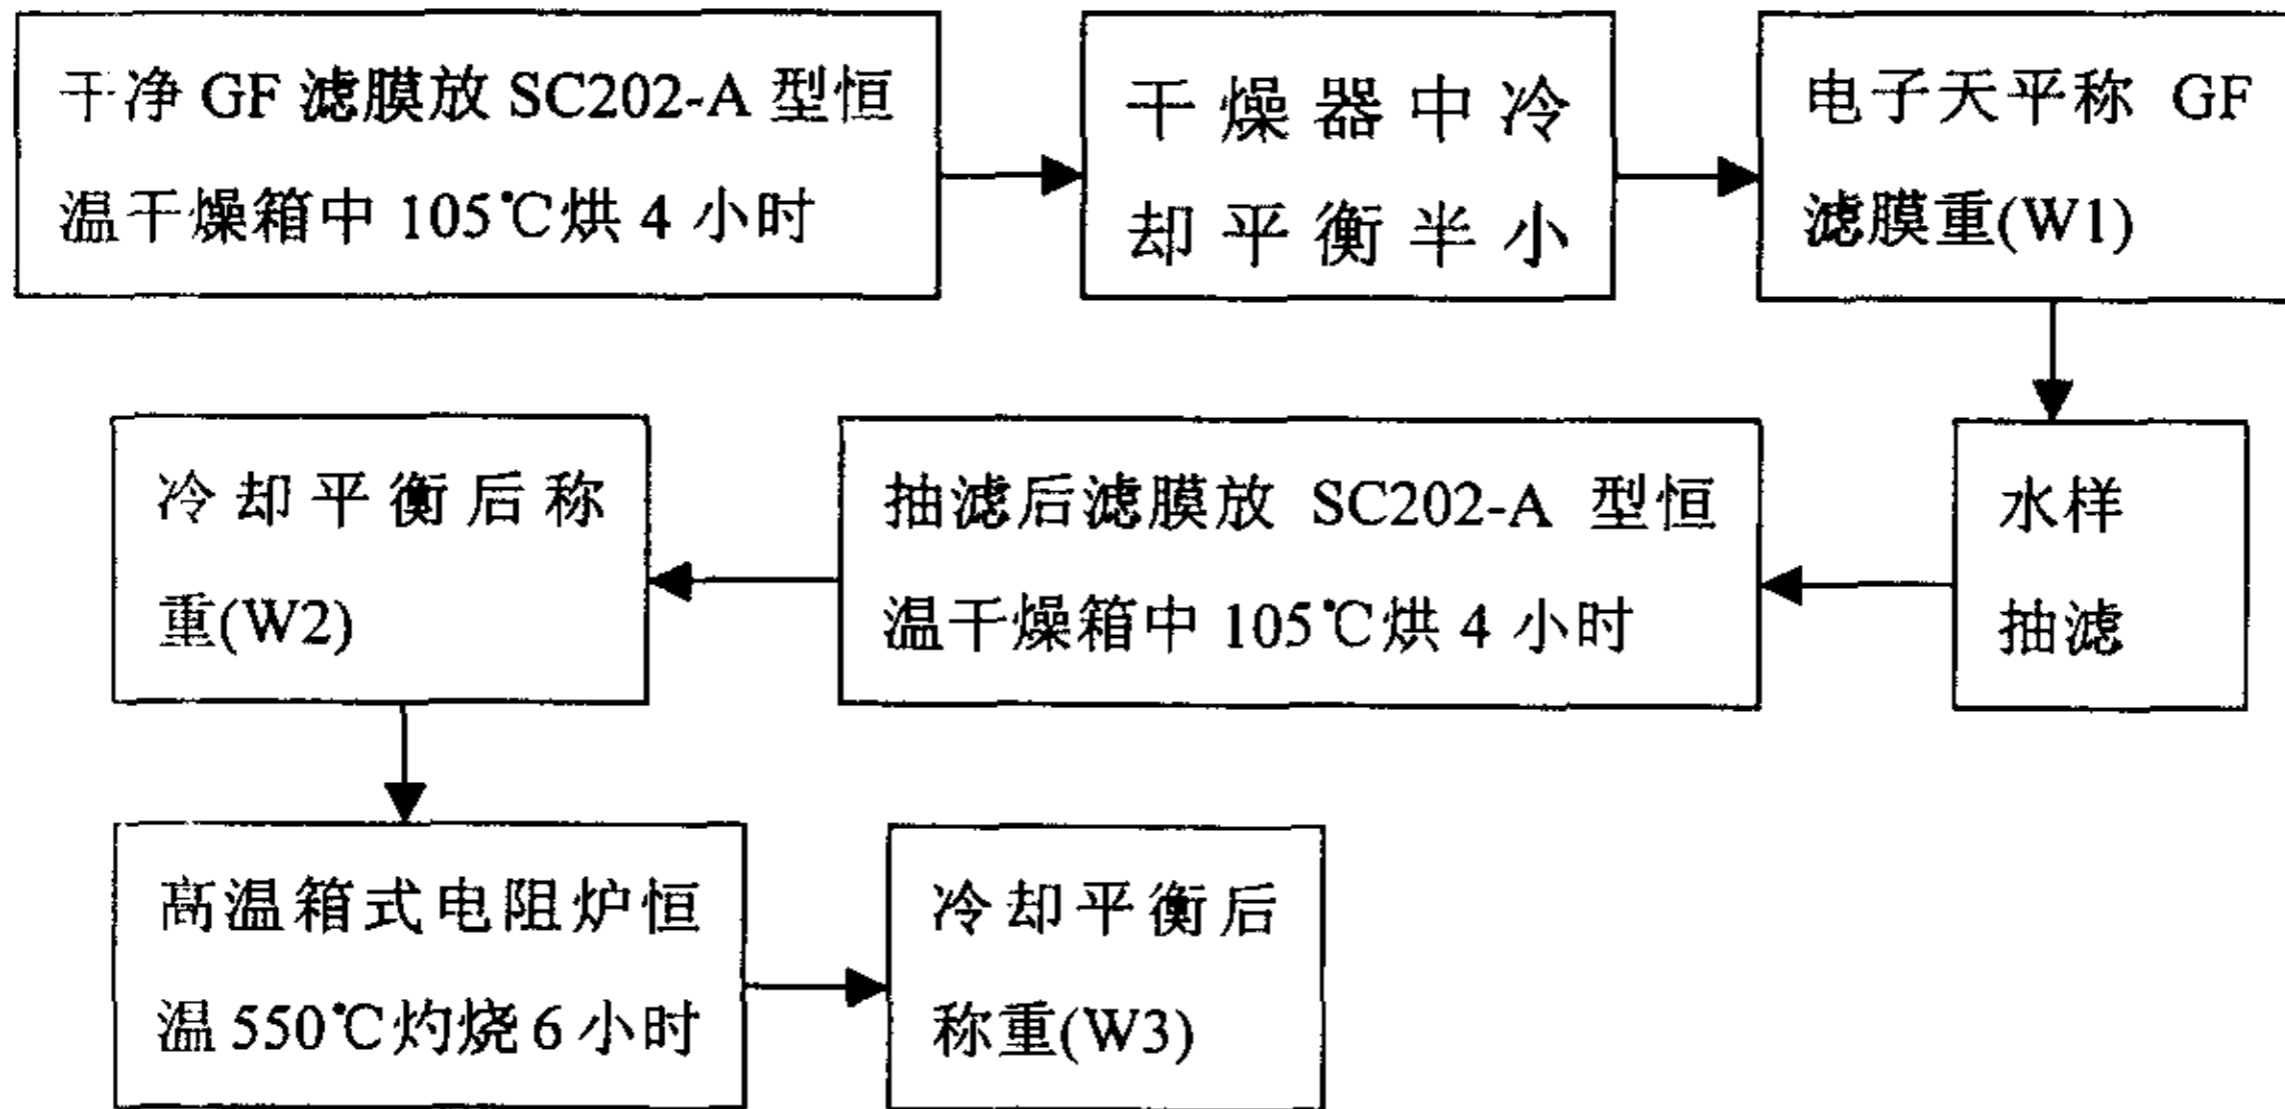 干净 GF 滤膜放 SC202-A 型恒
温干燥箱中 105℃烘 4 小时
干燥器中冷
却平衡半小
电子天平称 GF
滤膜重(W1)
水样
抽滤
抽滤后滤膜放 SC202-A 型恒
温干燥箱中 105℃烘 4 小时
冷却平衡后称
重(W2)
高温箱式电阻炉恒
温 550℃灼烧 6 小时
冷却平衡后
称重(W3)